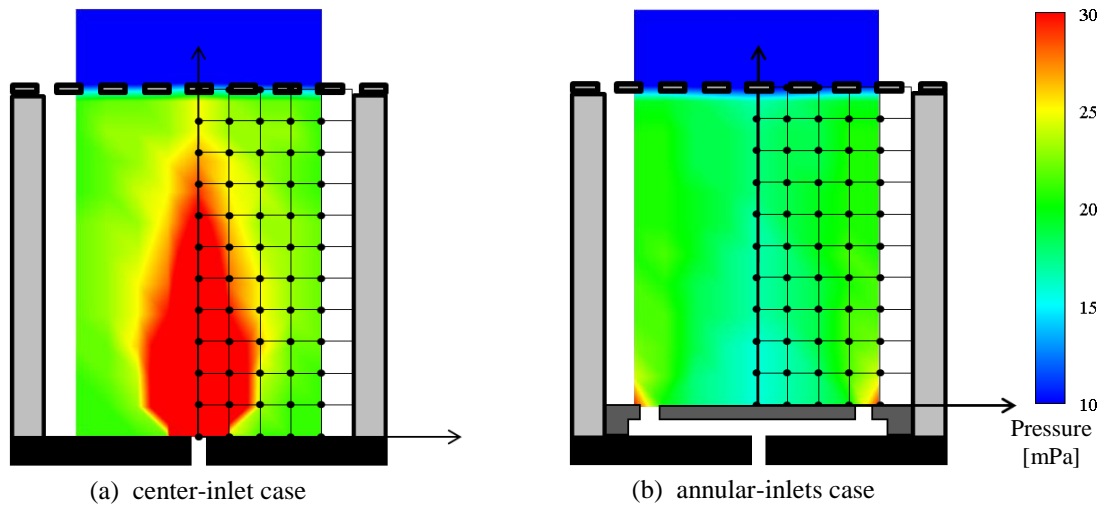 30
25
20
15
10
Pressure
[mPa]
(a) center-inlet case
(b) annular-inlets case